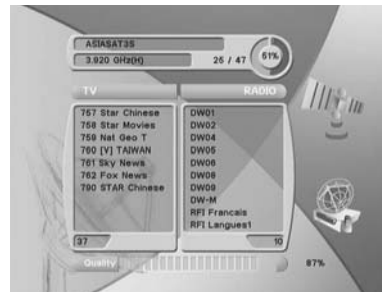 ASIASAT3S
3.920 GHz(H) 25 / 47 51%
TV RADIO
757 Star Chinese
758 Star Movies
759 Nat Geo T
760 [V] TAIWAN
761 Sky News
762 Fox News
790 STAR Chinese
DW01
DW02
DW04
DW05
DW06
DW08
DW09
DW-M
RFI Francais
RFI Langues1
37 10
Quality 87%